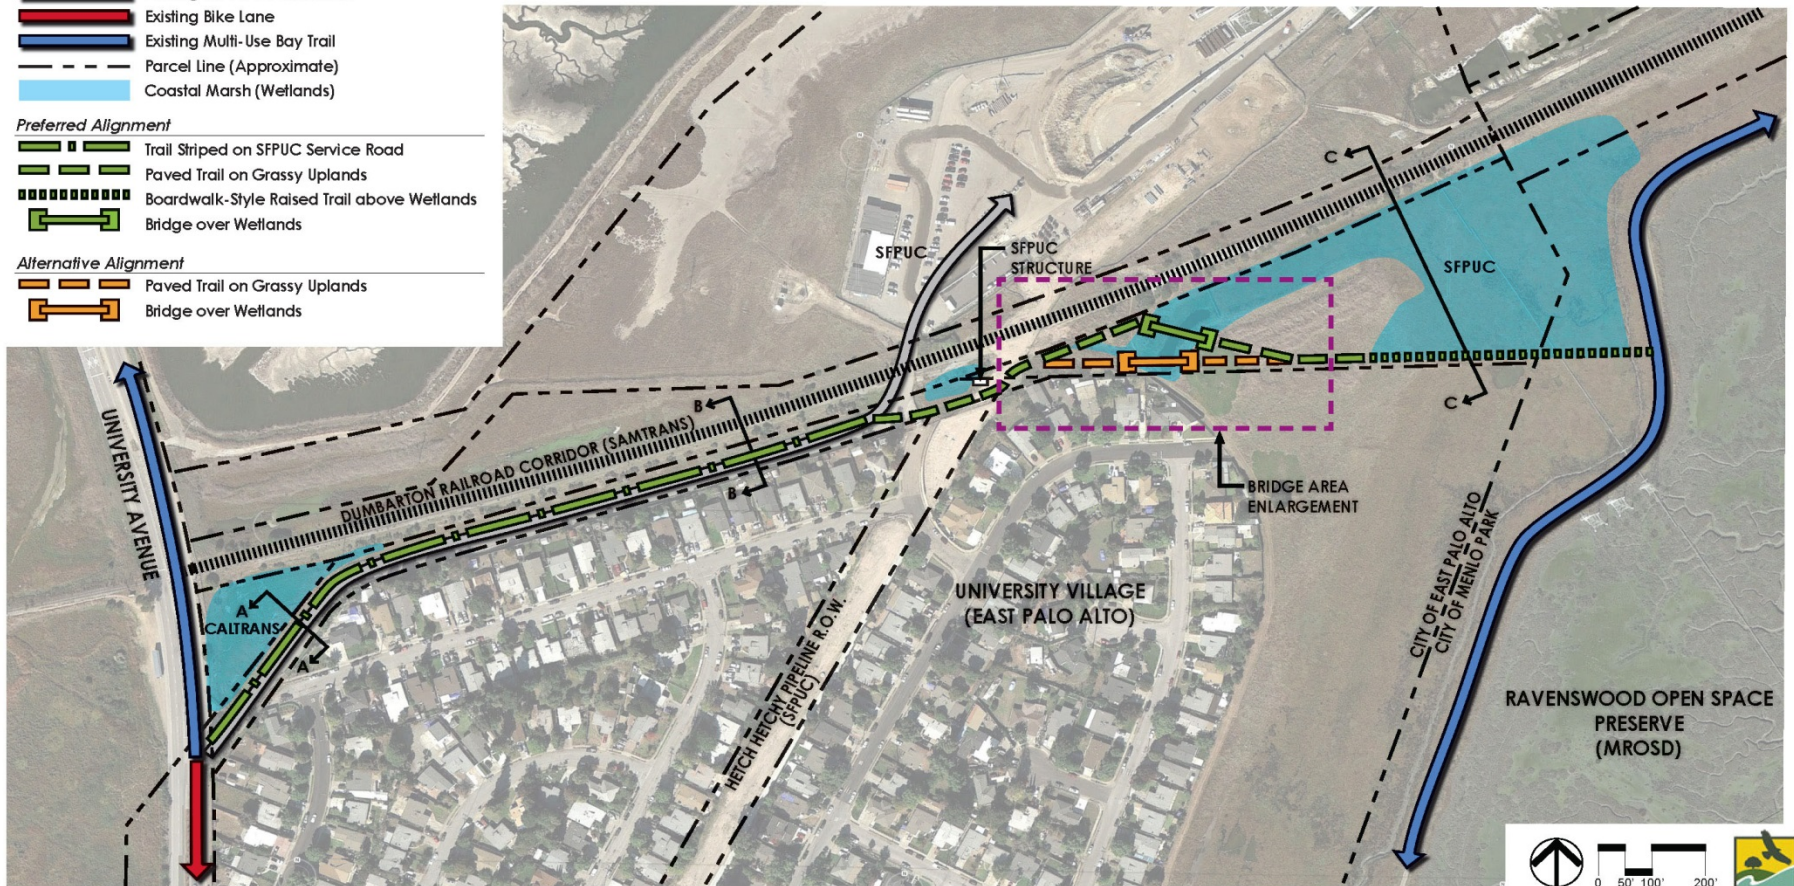 Existing Bike Lane
Existing Multi-Use Bay Trail
Parcel Line (Approximate)
Coastal Marsh (Wetlands)
Preferred Alignment
Trail Striped on SFPUC Service Road
Paved Trail on Grassy Uplands
Boardwalk-Style Raised Trail above Wetlands
Bridge over Wetlands
Alternative Alignment
Paved Trail on Grassy Uplands
Bridge over Wetlands
C
SFPUC
SFPUC
STRUCTURE
SFPUC
C
B
B
UNIVERSITY AVENUE
DUMBARTON RAILROAD CORRIDOR (SAMTRANS)
BRIDGE AREA
ENLARGEMENT
A
CALTRANS
A
UNIVERSITY VILLAGE
(EAST PALO ALTO)
HETCH HETCHY PIPELINE R.O.W.
(SFPUC)
CITY OF EAST PALO ALTO
CITY OF MENLO PARK
RAVENSWOOD OPEN SPACE
PRESERVE
(MROSD)
0 50' 100' 200'